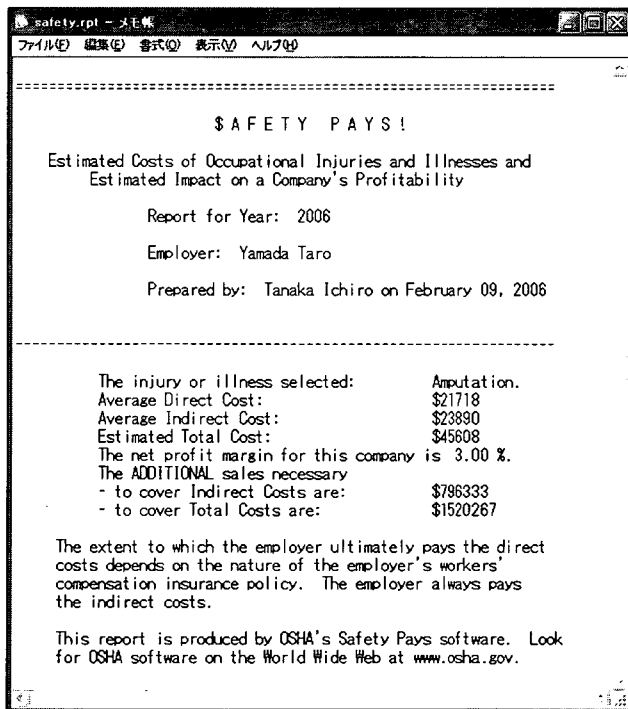 safety.rpt - メモ帳
ファイル(F) 編集(E) 書式(O) 表示(V) ヘルプ(H)
==============================================================
$AFETY PAYS!
Estimated Costs of Occupational Injuries and Illnesses and
Estimated Impact on a Company's Profitability
Report for Year: 2006
Employer: Yamada Taro
Prepared by: Tanaka Ichiro on February 09, 2006
--------------------------------------------------------------
The injury or illness selected: Amputation.
Average Direct Cost: $21718
Average Indirect Cost: $23890
Estimated Total Cost: $45608
The net profit margin for this company is 3.00 %.
The ADDITIONAL sales necessary
- to cover Indirect Costs are: $796333
- to cover Total Costs are: $1520267
The extent to which the employer ultimately pays the direct
costs depends on the nature of the employer's workers'
compensation insurance policy. The employer always pays
the indirect costs.
This report is produced by OSHA's Safety Pays software. Look
for OSHA software on the World Wide Web at www.osha.gov.